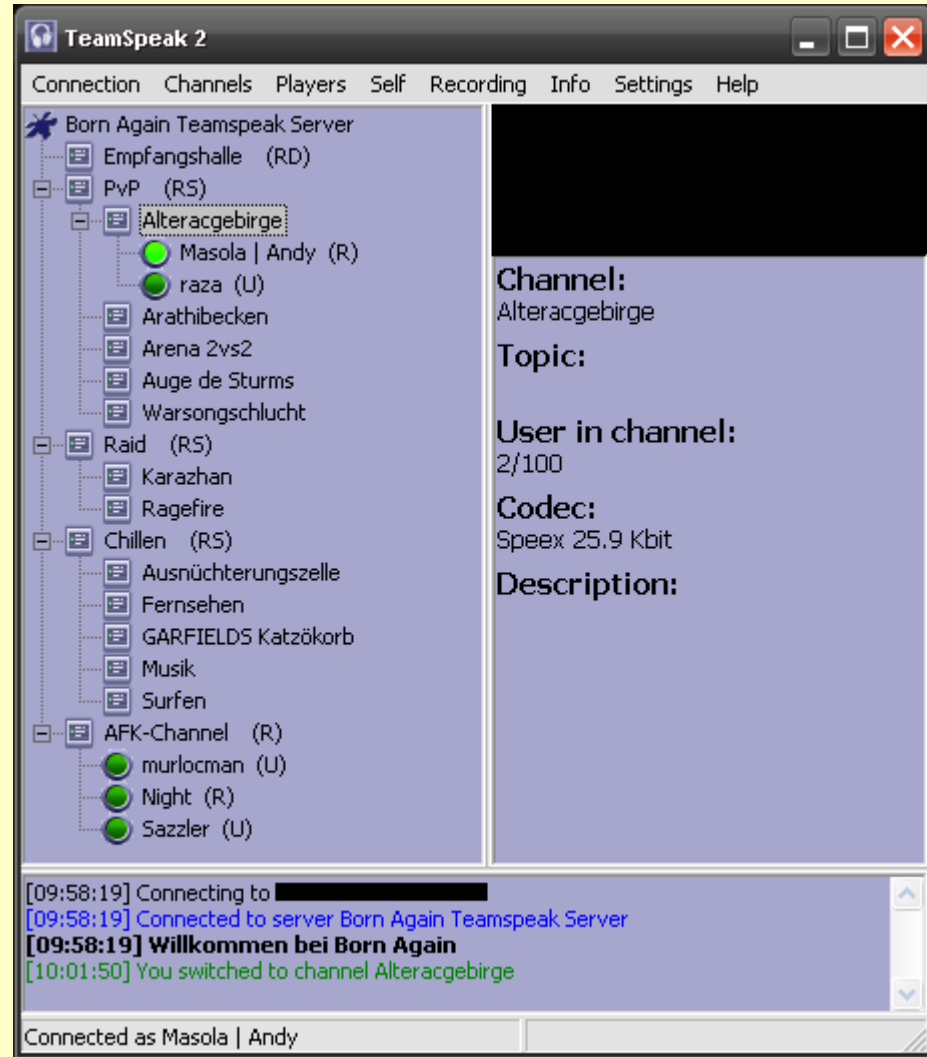 TeamSpeak 2
Connection Channels Players Self Recording Info Settings Help
Born Again Teamspeak Server
Empfangshalle (RD)
PvP (RS)
Alteracgebirge
Masola | Andy (R)
raza (U)
Arathibecken
Arena 2vs2
Auge de Sturms
Warsongschlucht
Raid (RS)
Karazhan
Ragefire
Chillen (RS)
Ausnüchterungszelle
Fernsehen
GARFIELDS Katzökorb
Musik
Surfen
AFK-Channel (R)
murlocman (U)
Night (R)
Sazzler (U)
Channel:
Alteracgebirge
Topic:
User in channel:
2/100
Codec:
Speex 25.9 Kbit
Description:
[09:58:19] Connecting to
[09:58:19] Connected to server Born Again Teamspeak Server
[09:58:19] Willkommen bei Born Again
[10:01:50] You switched to channel Alteracgebirge
Connected as Masola | Andy